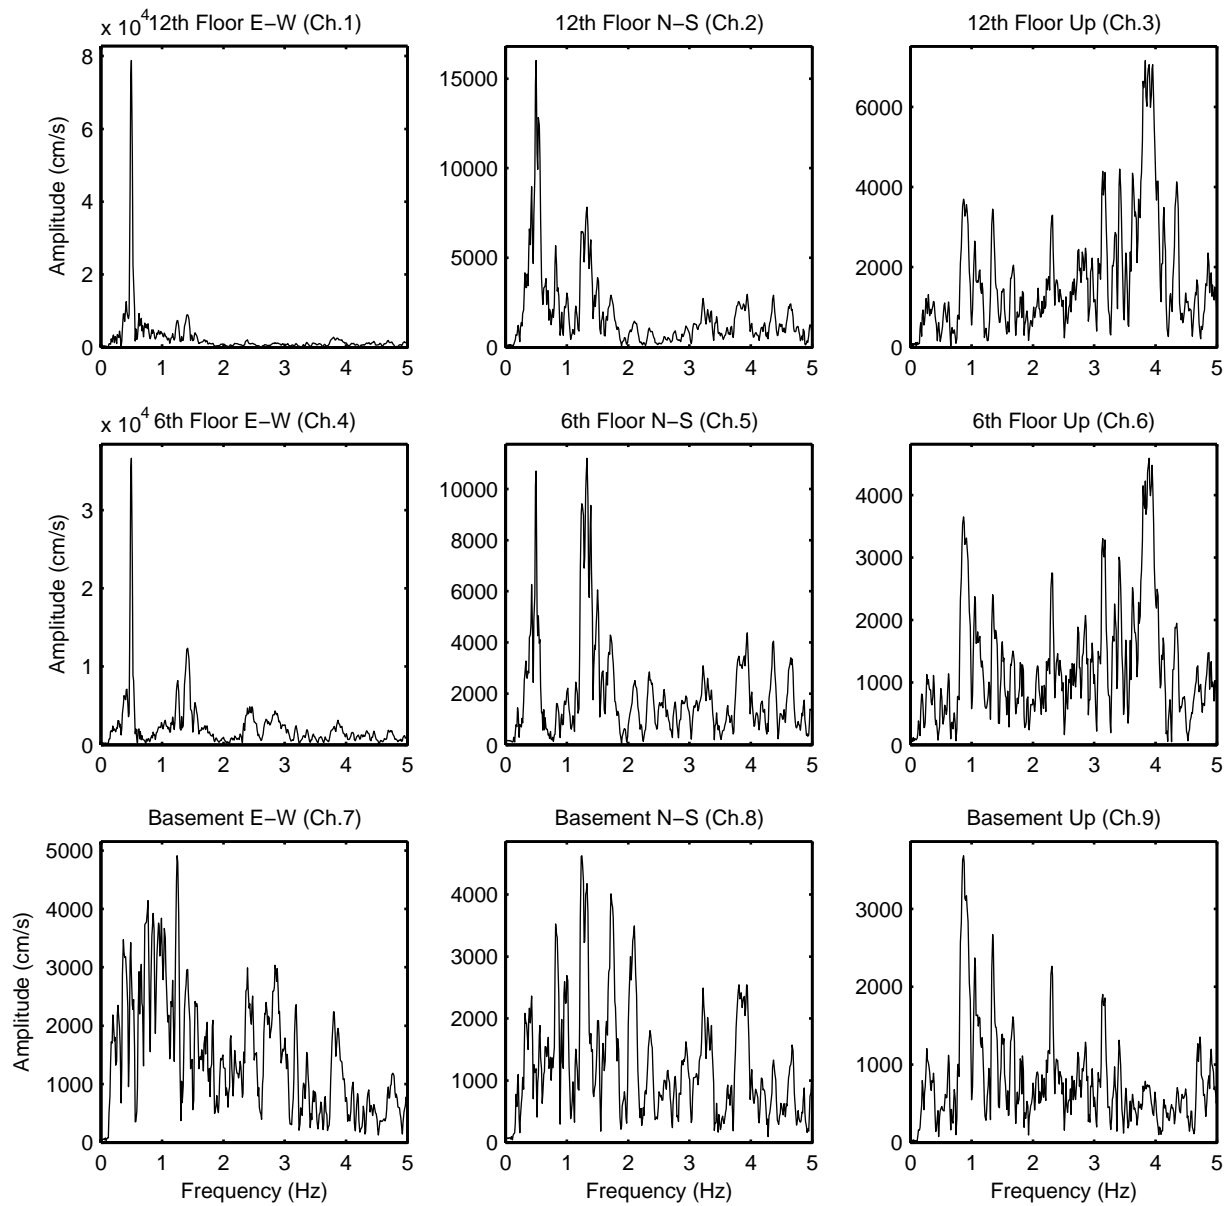 x 10^4 12th Floor E−W (Ch.1)
8
6
4
2
0
Amplitude (cm/s)
0 1 2 3 4 5
12th Floor N−S (Ch.2)
15000
10000
5000
0
0 1 2 3 4 5
12th Floor Up (Ch.3)
6000
4000
2000
0
0 1 2 3 4 5
x 10^4 6th Floor E−W (Ch.4)
3
2
1
0
Amplitude (cm/s)
0 1 2 3 4 5
6th Floor N−S (Ch.5)
10000
8000
6000
4000
2000
0
0 1 2 3 4 5
6th Floor Up (Ch.6)
4000
3000
2000
1000
0
0 1 2 3 4 5
Basement E−W (Ch.7)
5000
4000
3000
2000
1000
0
Amplitude (cm/s)
0 1 2 3 4 5
Frequency (Hz)
Basement N−S (Ch.8)
4000
3000
2000
1000
0
0 1 2 3 4 5
Frequency (Hz)
Basement Up (Ch.9)
3000
2000
1000
0
0 1 2 3 4 5
Frequency (Hz)